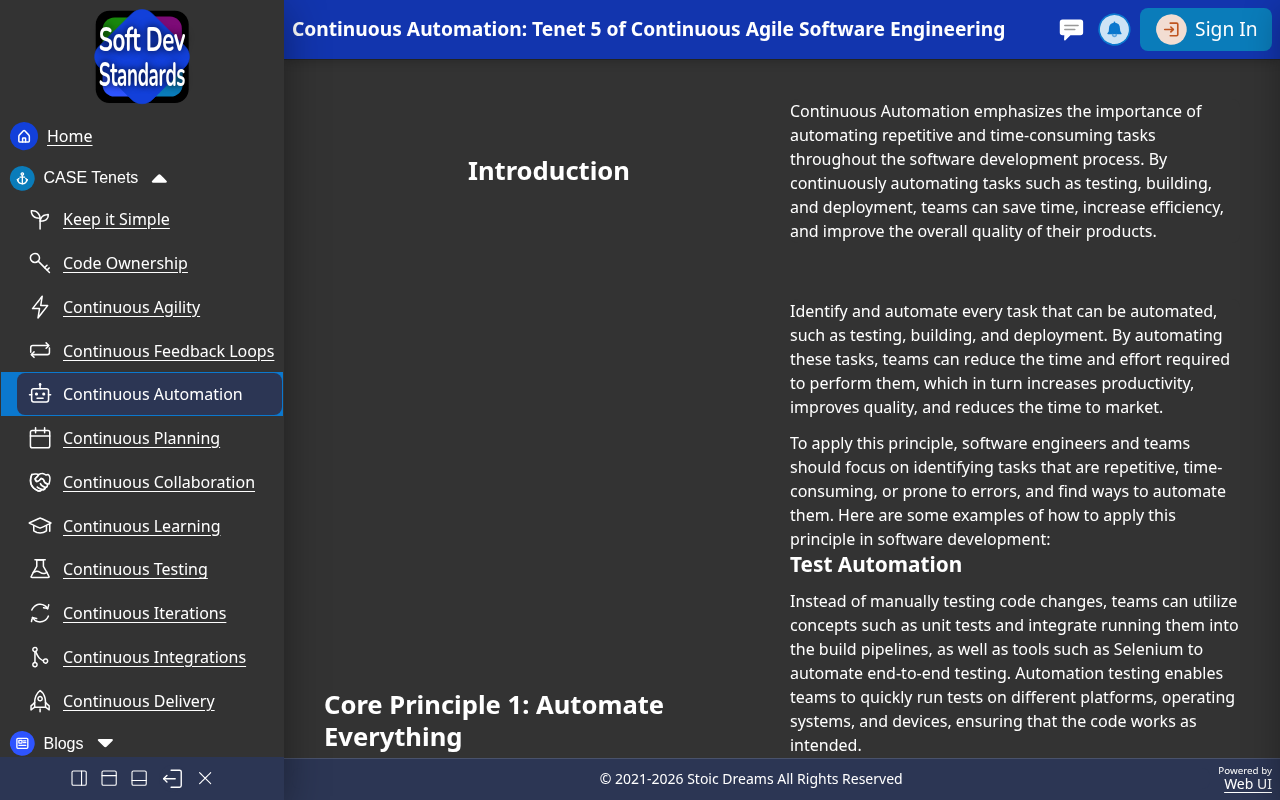 Soft Dev
Standards
Home
CASE Tenets
Keep it Simple
Code Ownership
Continuous Agility
Continuous Feedback Loops
Continuous Automation
Continuous Planning
Continuous Collaboration
Continuous Learning
Continuous Testing
Continuous Iterations
Continuous Integrations
Continuous Delivery
Blogs
Continuous Automation: Tenet 5 of Continuous Agile Software Engineering
Sign In
Introduction
Continuous Automation emphasizes the importance of
automating repetitive and time-consuming tasks
throughout the software development process. By
continuously automating tasks such as testing, building,
and deployment, teams can save time, increase efficiency,
and improve the overall quality of their products.
Core Principle 1: Automate
Everything
Identify and automate every task that can be automated,
such as testing, building, and deployment. By automating
these tasks, teams can reduce the time and effort required
to perform them, which in turn increases productivity,
improves quality, and reduces the time to market.
To apply this principle, software engineers and teams
should focus on identifying tasks that are repetitive, time-
consuming, or prone to errors, and find ways to automate
them. Here are some examples of how to apply this
principle in software development:
Test Automation
Instead of manually testing code changes, teams can utilize
concepts such as unit tests and integrate running them into
the build pipelines, as well as tools such as Selenium to
automate end-to-end testing. Automation testing enables
teams to quickly run tests on different platforms, operating
systems, and devices, ensuring that the code works as
intended.
© 2021-2026 Stoic Dreams All Rights Reserved
Powered by
Web UI